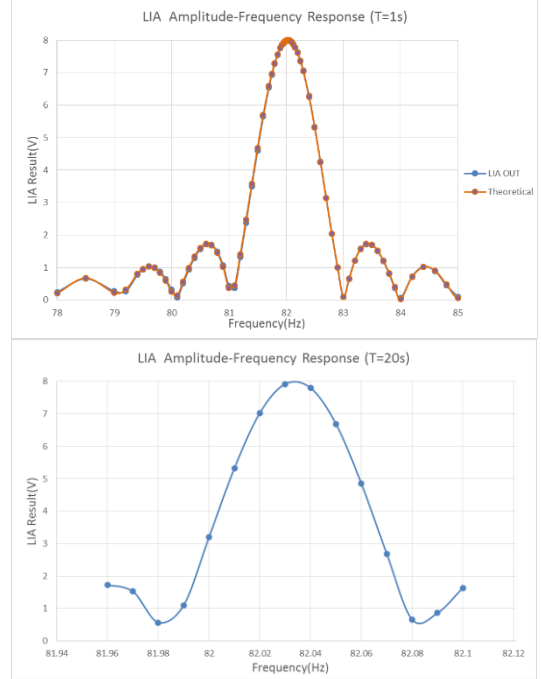 LIA Amplitude-Frequency Response (T=1s)
9
8
7
6
5
4
3
2
1
0
LIA Result(V)
78 79 80 81 82 83 84 85
Frequency(Hz)
LIA OUT
Theoretical
LIA Amplitude-Frequency Response (T=20s)
8
7
6
5
4
3
2
1
0
LIA Result(V)
81.94 81.96 81.98 82 82.02 82.04 82.06 82.08 82.1 82.12
Frequency(Hz)